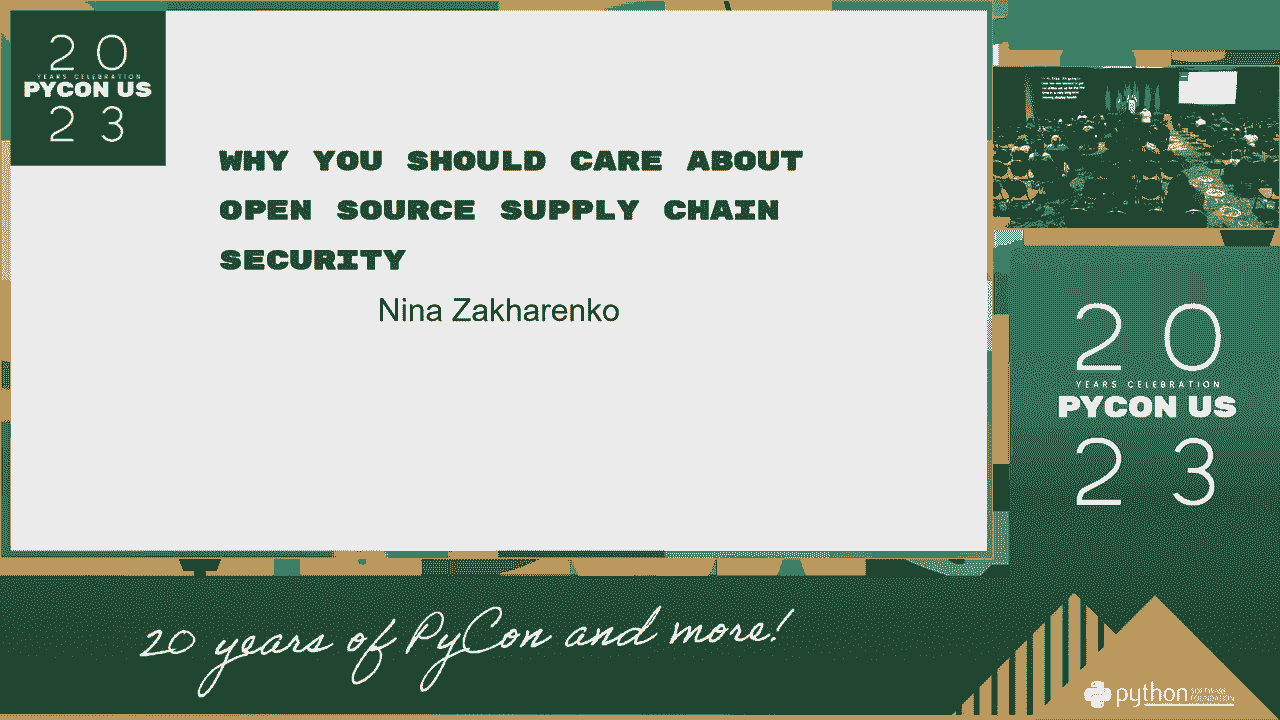 20
YEARS CELEBRATION
PYCON US
23
WHY YOU SHOULD CARE ABOUT
OPEN SOURCE SUPPLY CHAIN
SECURITY
Nina Zakharenko
20
YEARS CELEBRATION
PYCON US
23
20 years of PyCon and more!
python
SOFTWARE
FOUNDATION